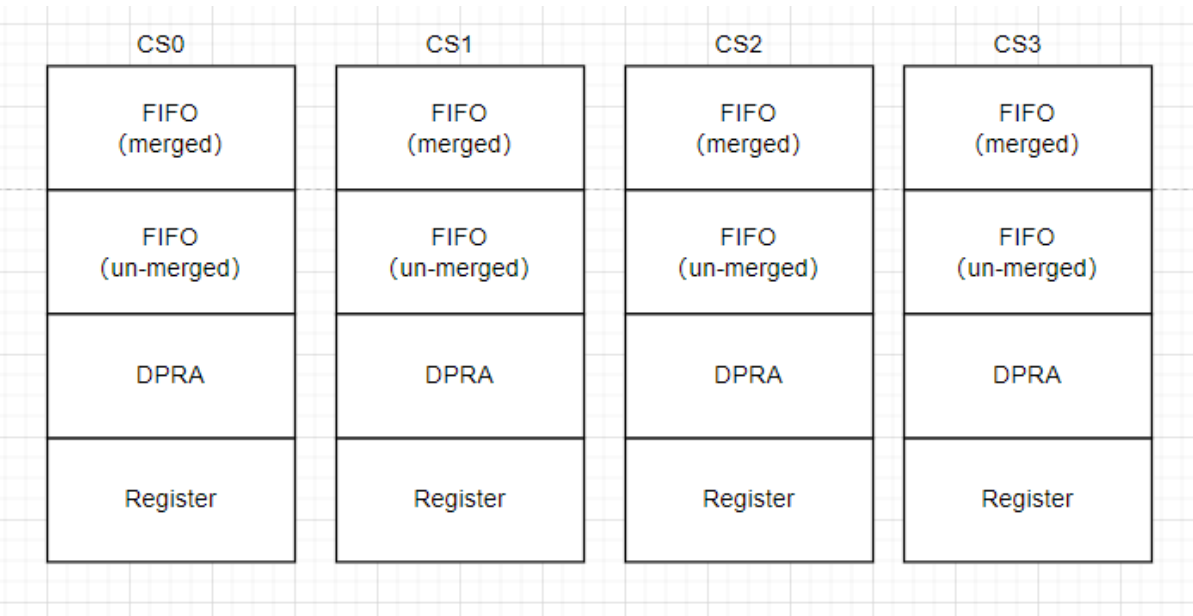 CS0
CS1
CS2
CS3
FIFO
（merged）
FIFO
（merged）
FIFO
（merged）
FIFO
（merged）
FIFO
（un-merged）
FIFO
（un-merged）
FIFO
（un-merged）
FIFO
（un-merged）
DPRA
DPRA
DPRA
DPRA
Register
Register
Register
Register